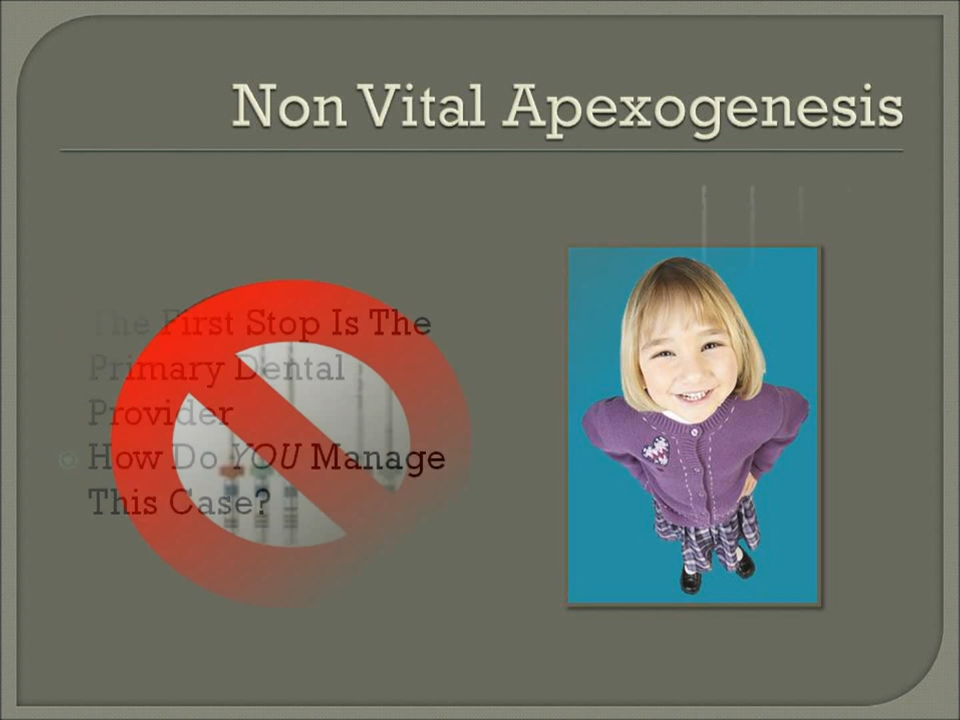 Non Vital Apexogenesis
The First Stop Is The
Primary Dental
Provider
How Do YOU Manage
This Case?